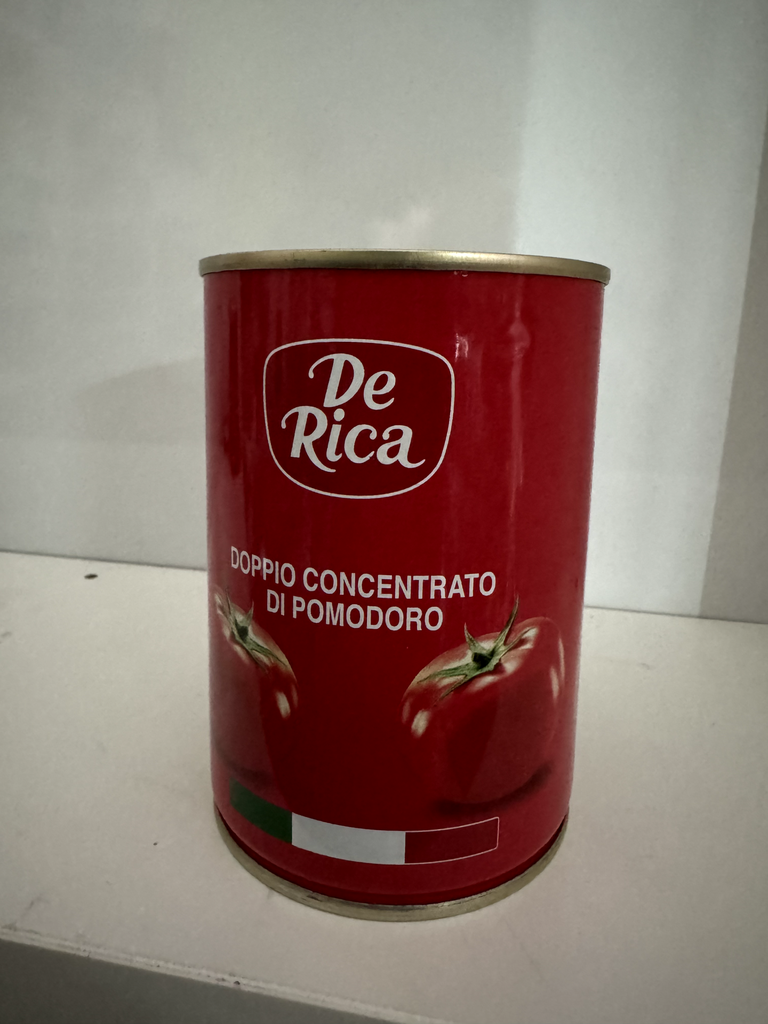 De
Rica
DOPPIO CONCENTRATO
DI POMODORO